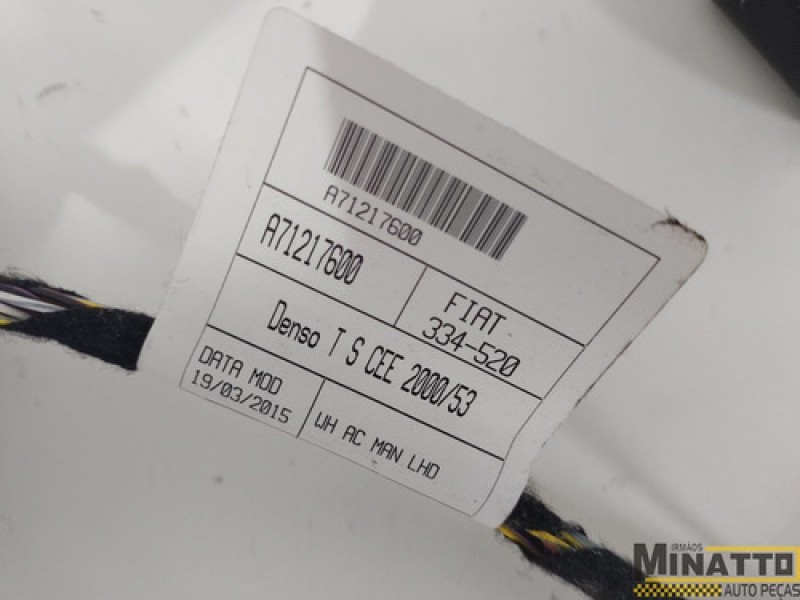 A71217600
A71217600
FIAT
334-520
Denso T S CEE 2000/53
DATA MOD
19/03/2015
WH AC MAN LHD
IRMÃOS
MINATTO
AUTO PEÇAS